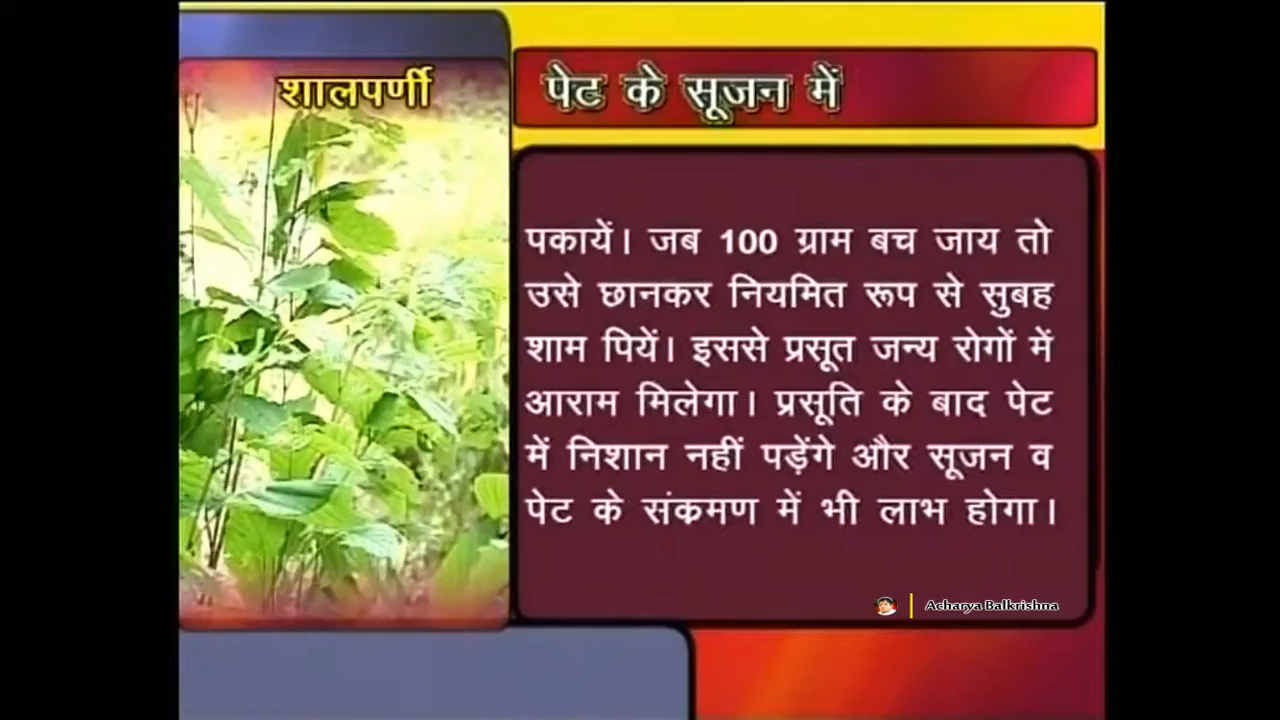 शालपर्णी
पेट के सूजन में
पकायें। जब 100 ग्राम बच जाय तो
उसे छानकर नियमित रूप से सुबह
शाम पियें। इससे प्रसूत जन्य रोगों में
आराम मिलेगा। प्रसूति के बाद पेट
में निशान नहीं पड़ेंगे और सूजन व
पेट के संक्रमण में भी लाभ होगा।
Acharya Balkrishna